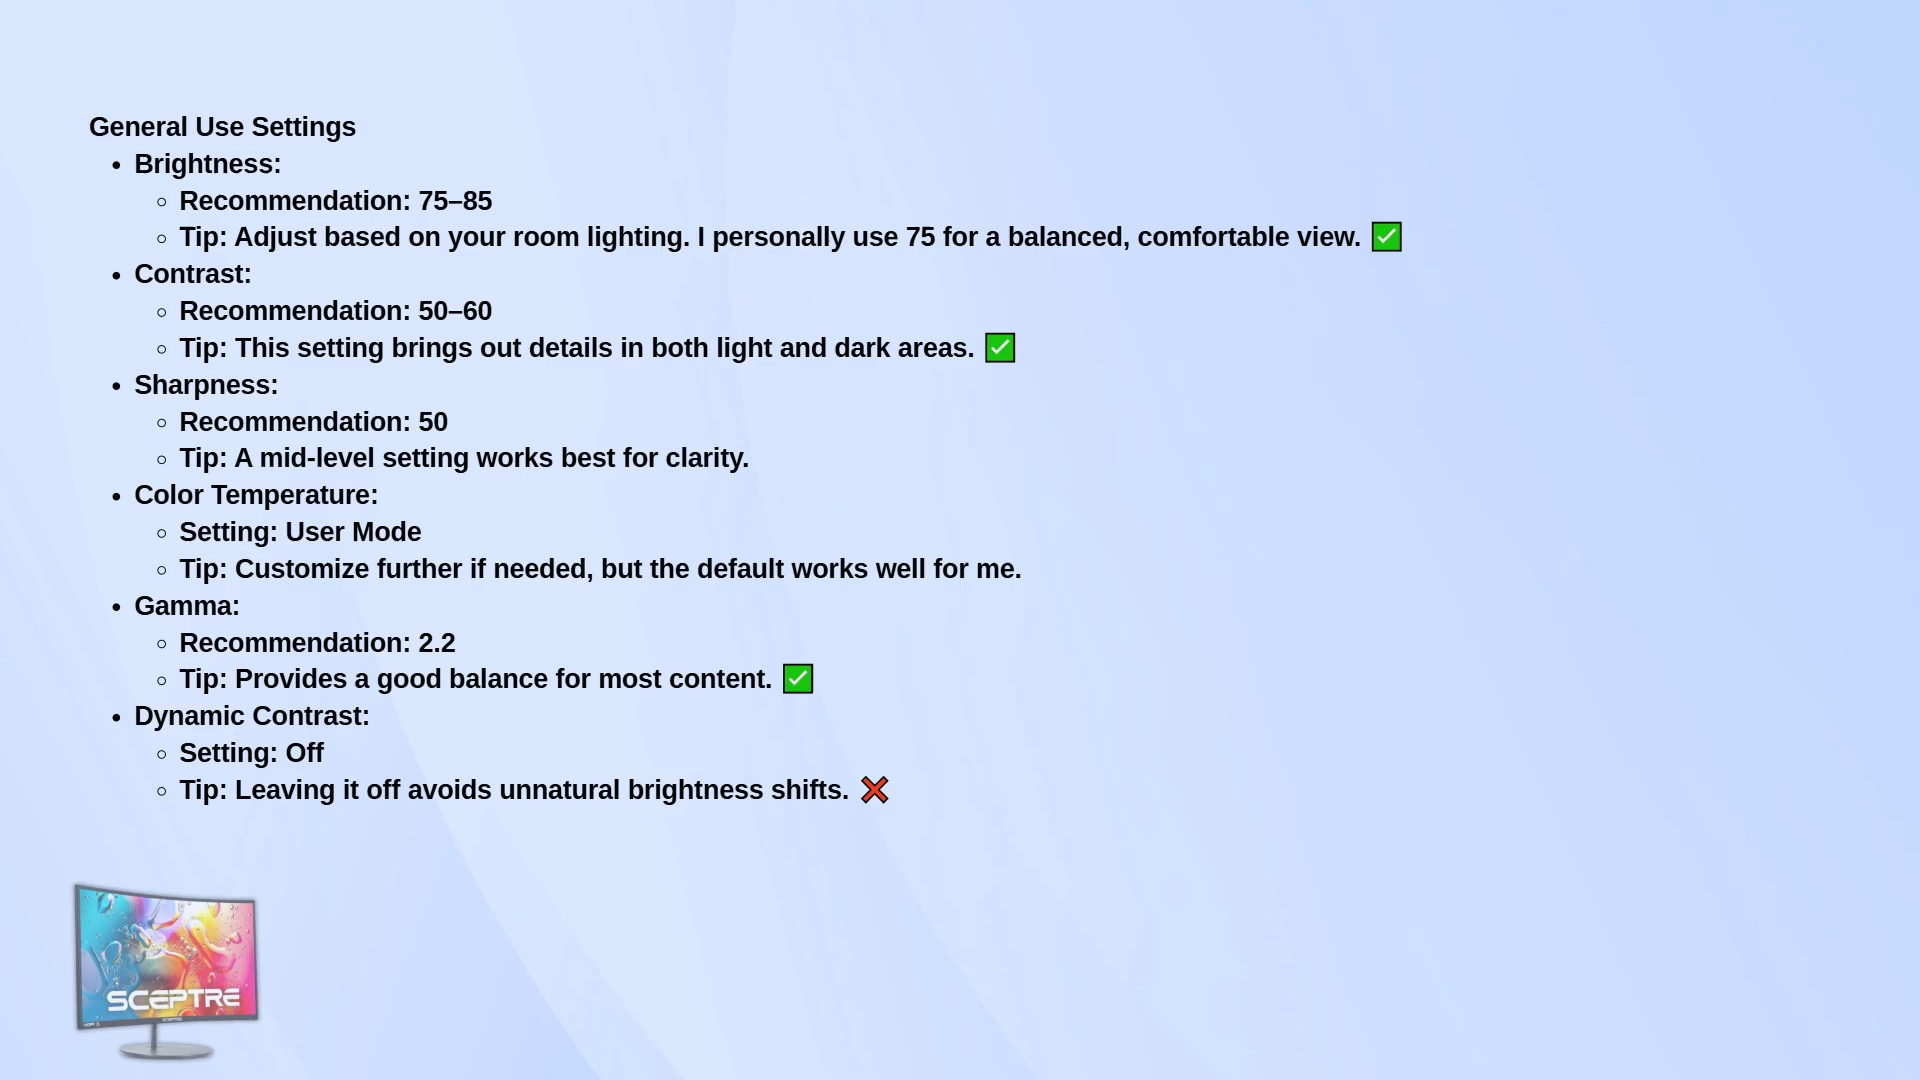 General Use Settings
• Brightness:
◦ Recommendation: 75–85
◦ Tip: Adjust based on your room lighting. I personally use 75 for a balanced, comfortable view. ✅
• Contrast:
◦ Recommendation: 50–60
◦ Tip: This setting brings out details in both light and dark areas. ✅
• Sharpness:
◦ Recommendation: 50
◦ Tip: A mid-level setting works best for clarity.
• Color Temperature:
◦ Setting: User Mode
◦ Tip: Customize further if needed, but the default works well for me.
• Gamma:
◦ Recommendation: 2.2
◦ Tip: Provides a good balance for most content. ✅
• Dynamic Contrast:
◦ Setting: Off
◦ Tip: Leaving it off avoids unnatural brightness shifts. ❌
SCEPTRE
SCEPTRE